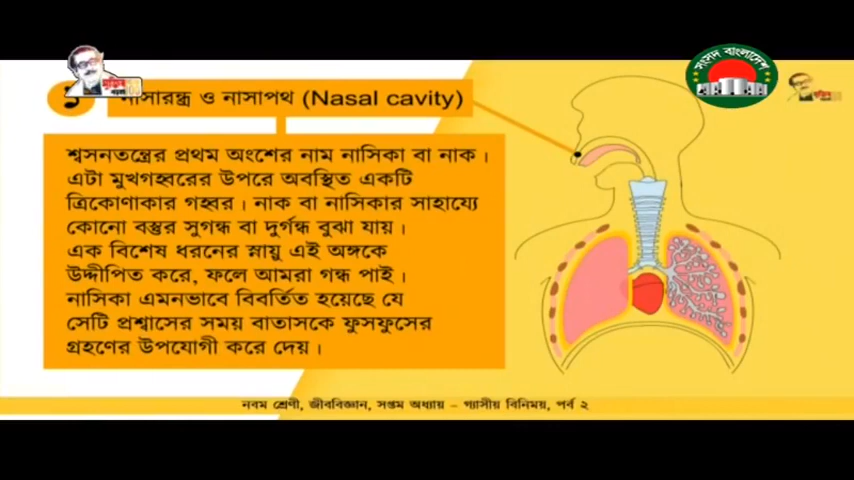 সংসদ বাংলাদেশ
১
নাসারন্ধ্র ও নাসাপথ (Nasal cavity)
শ্বসনতন্ত্রের প্রথম অংশের নাম নাসিকা বা নাক।
এটা মুখগহ্বরের উপরে অবস্থিত একটি
ত্রিকোণাকার গহ্বর। নাক বা নাসিকার সাহায্যে
কোনো বস্তুর সুগন্ধ বা দুর্গন্ধ বুঝা যায়।
এক বিশেষ ধরনের স্নায়ু এই অঙ্গকে
উদ্দীপিত করে, ফলে আমরা গন্ধ পাই।
নাসিকা এমনভাবে বিবর্তিত হয়েছে যে
সেটি প্রশ্বাসের সময় বাতাসকে ফুসফুসের
গ্রহণের উপযোগী করে দেয়।
নবম শ্রেণী, জীববিজ্ঞান, সপ্তম অধ্যায় – গ্যাসীয় বিনিময়, পর্ব ২